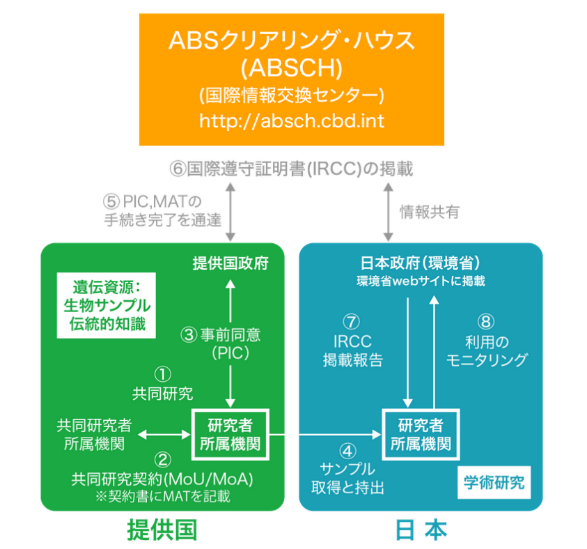 ABSクリアリング・ハウス
(ABSCH)
(国際情報交換センター)
http://absch.cbd.int
⑥国際遵守証明書(IRCC)の掲載
⑤PIC,MATの
手続き完了を通達
情報共有
提供国政府
遺伝資源:
生物サンプル
伝統的知識
③事前同意
(PIC)
①
共同研究
共同研究者
所属機関
研究者
所属機関
②
共同研究契約(MoU/MoA)
※契約書にMATを記載
提供国
日本政府(環境省)
環境省webサイトに掲載
⑦
IRCC
掲載報告
⑧
利用の
モニタリング
研究者
所属機関
④
サンプル
取得と持出
学術研究
日本